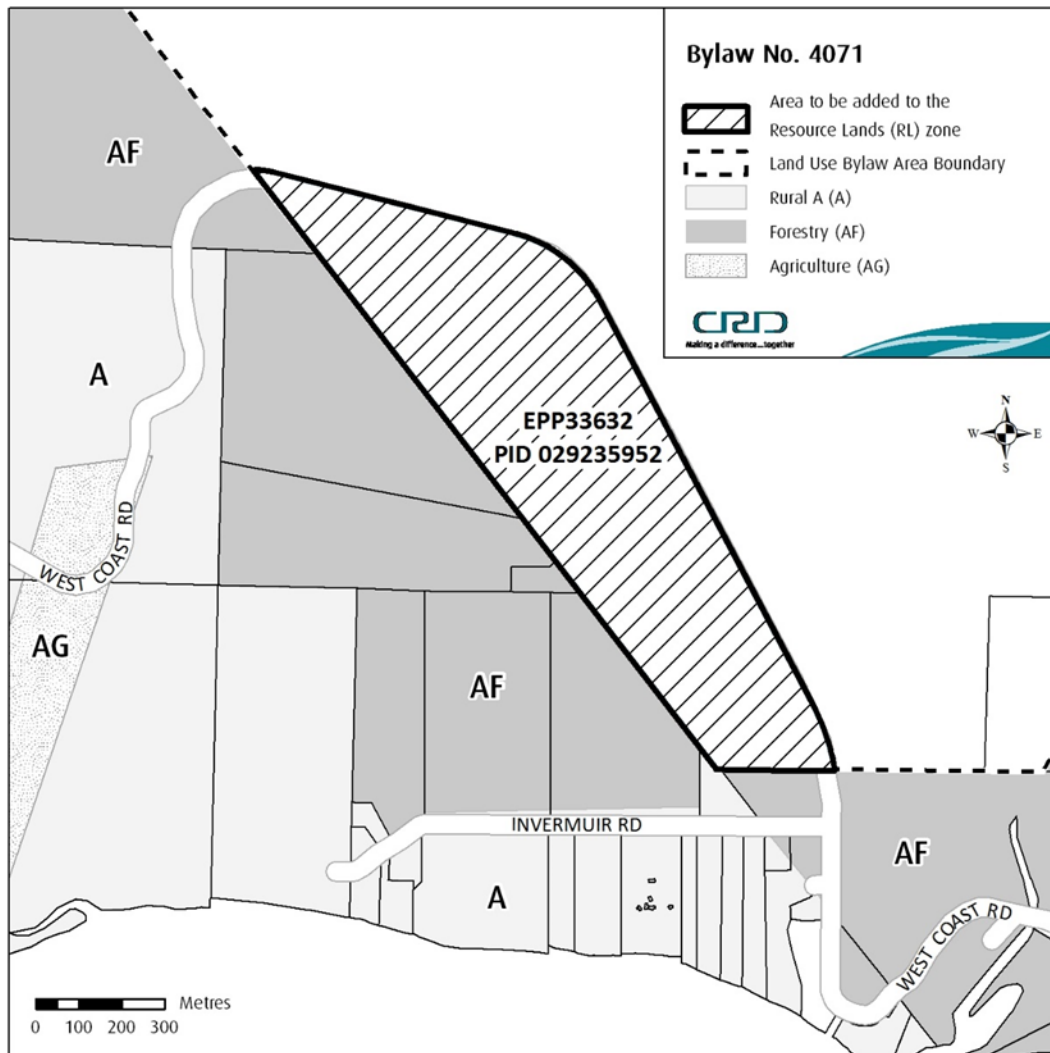 Bylaw No. 4071
Area to be added to the
Resource Lands (RL) zone
Land Use Bylaw Area Boundary
Rural A (A)
Forestry (AF)
Agriculture (AG)
CRD
Making a difference...together
AF
A
EPP33632
PID 029235952
N
W E
S
WEST COAST RD
AG
AF
INVERMUIR RD
AF
A
WEST COAST RD
Metres
0 100 200 300